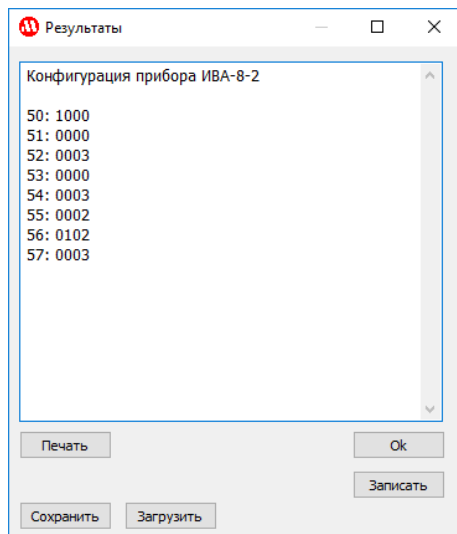 Результаты
Конфигурация прибора ИВА-8-2
50: 1000
51: 0000
52: 0003
53: 0000
54: 0003
55: 0002
56: 0102
57: 0003
Печать
Ok
Записать
Сохранить
Загрузить